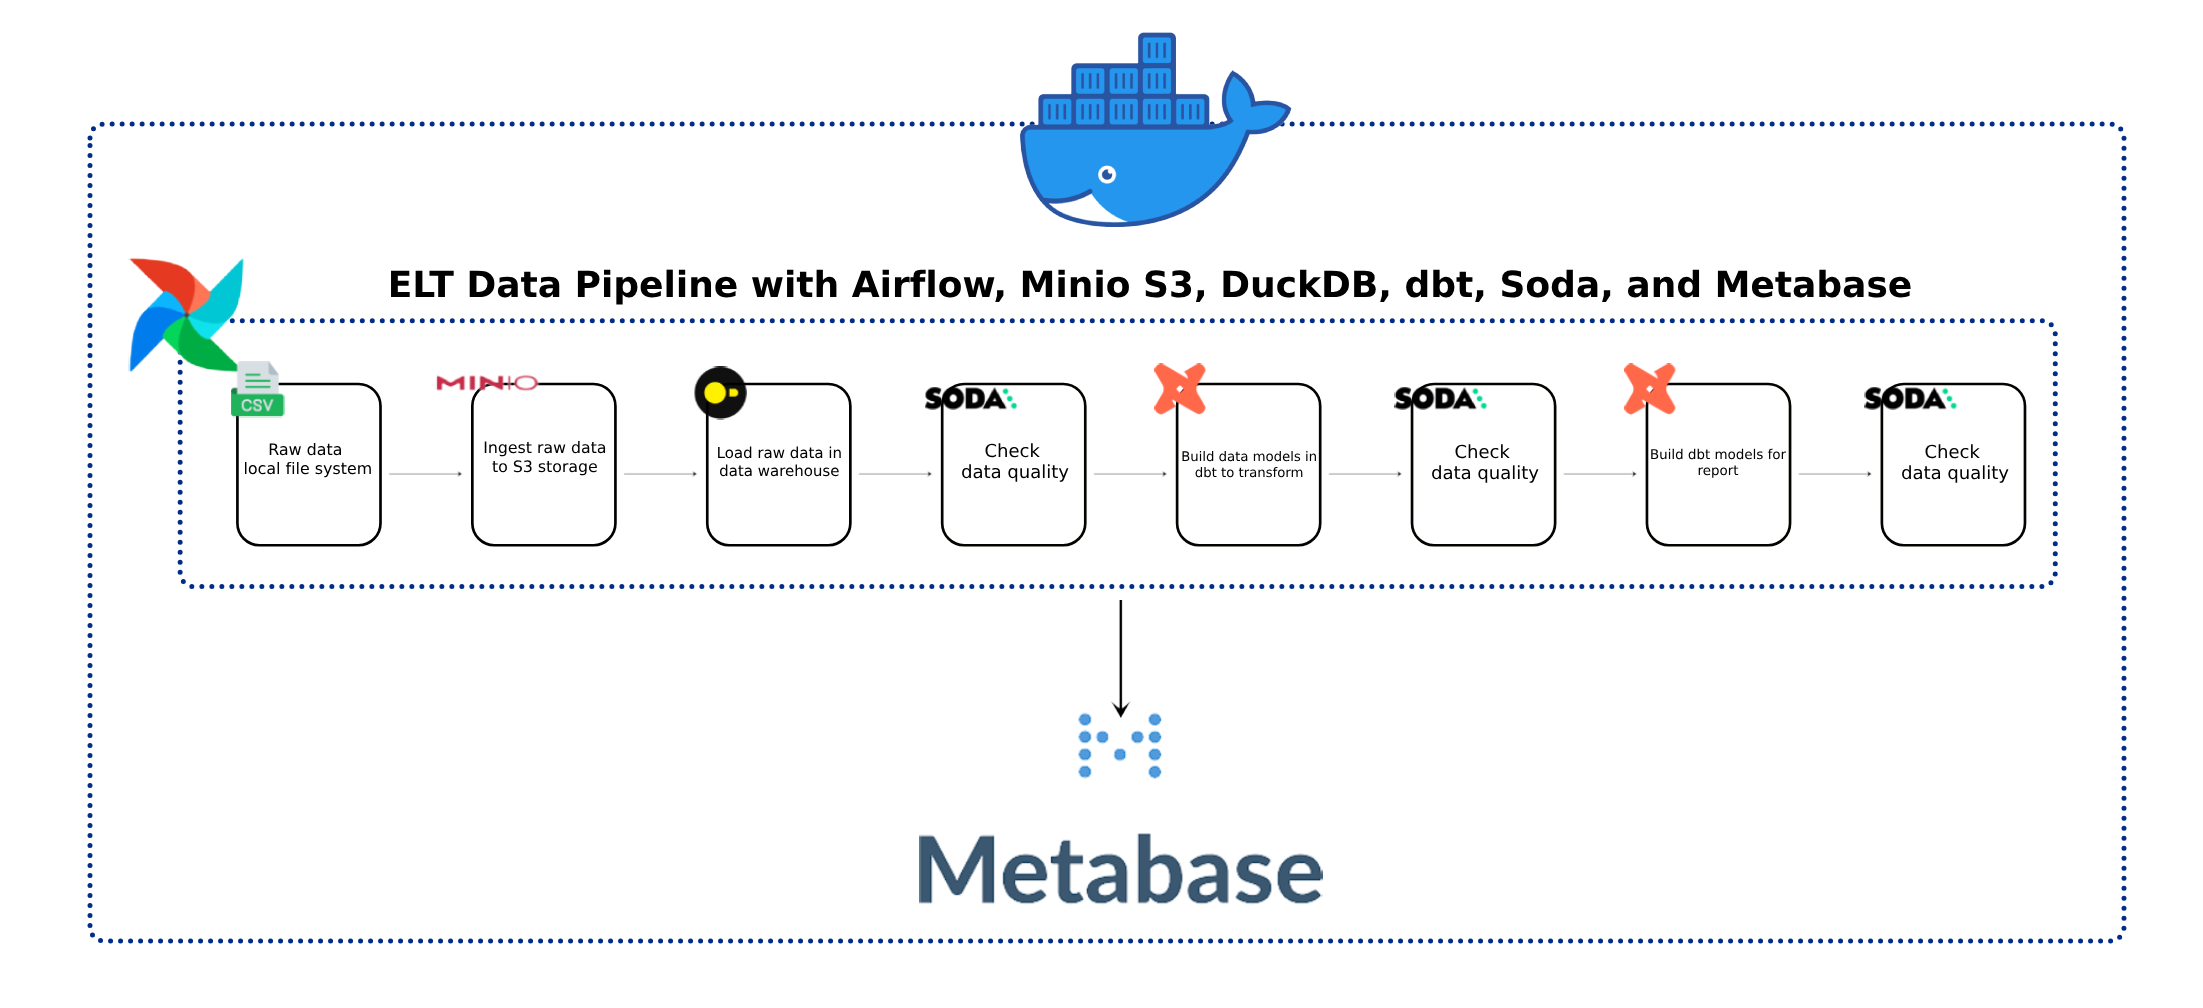 ELT Data Pipeline with Airflow, Minio S3, DuckDB, dbt, Soda, and Metabase
CSV
Raw data
local file system
MINIO
Ingest raw data
to S3 storage
Load raw data in
data warehouse
SODA
Check
data quality
Build data models in
dbt to transform
SODA
Check
data quality
Build dbt models for
report
SODA
Check
data quality
Metabase